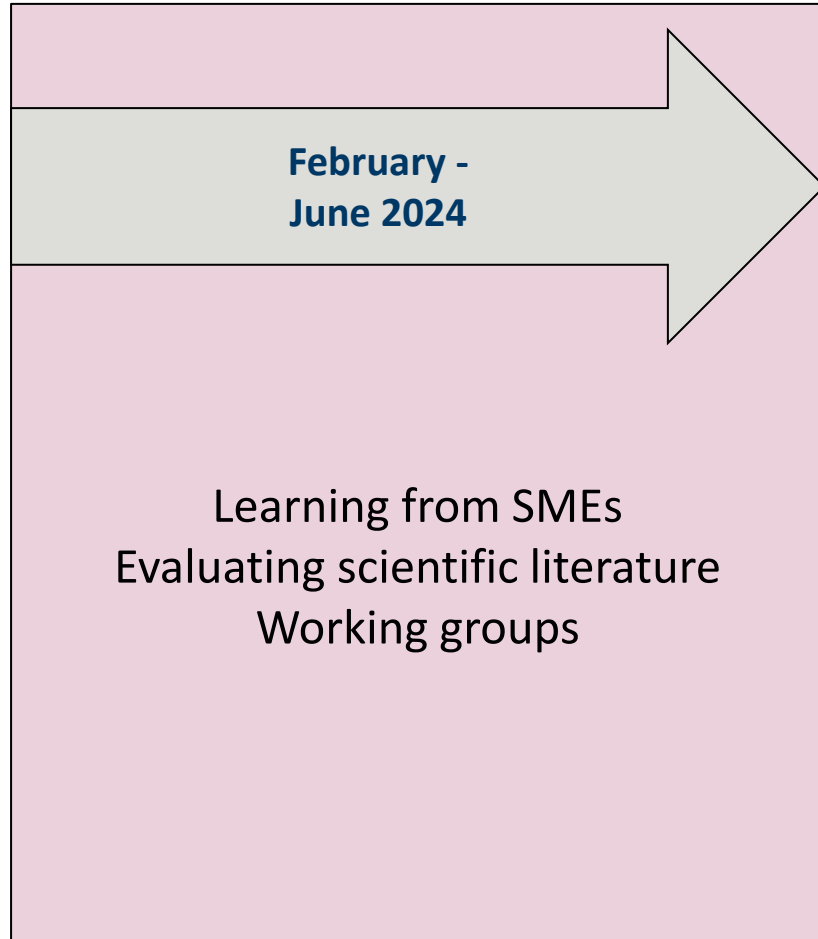 February -
June 2024
Learning from SMEs
Evaluating scientific literature
Working groups